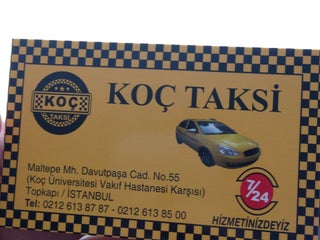 KOÇ
TAKSİ
KOÇ TAKSİ
Maltepe Mh. Davutpaşa Cad. No.55
(Koç Üniversitesi Vakıf Hastanesi Karşısı)
Topkapı / İSTANBUL
Tel: 0212 613 87 87 - 0212 613 85 00
7/24
HİZMETİNİZDEYİZ